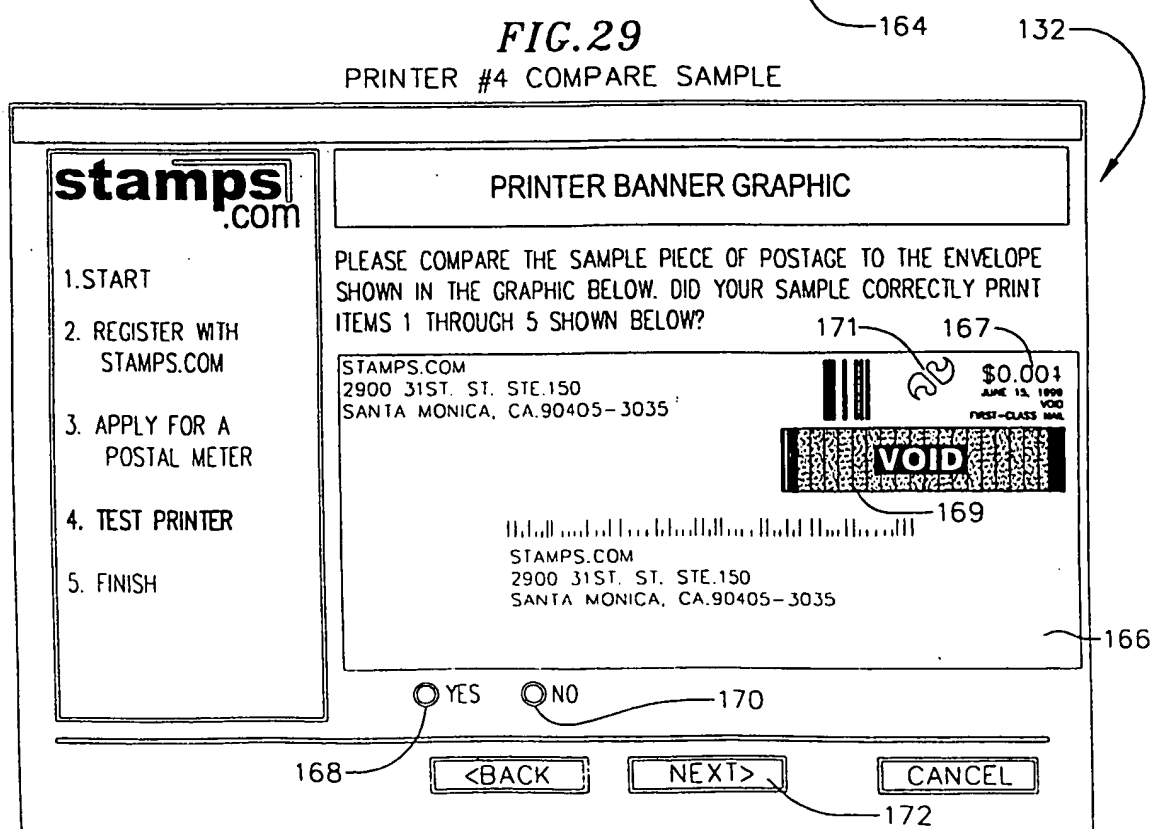 164
132
FIG.29
PRINTER #4 COMPARE SAMPLE
stamps
.com
1.START
2. REGISTER WITH
STAMPS.COM
3. APPLY FOR A
POSTAL METER
4. TEST PRINTER
5. FINISH
PRINTER BANNER GRAPHIC
PLEASE COMPARE THE SAMPLE PIECE OF POSTAGE TO THE ENVELOPE
SHOWN IN THE GRAPHIC BELOW. DID YOUR SAMPLE CORRECTLY PRINT
ITEMS 1 THROUGH 5 SHOWN BELOW?
171
167
STAMPS.COM
2900 31ST. ST. STE.150
SANTA MONICA, CA.90405-3035
$0.00
JUNE 15, 1998
VOID
FIRST-CLASS MAIL
VOID
169
STAMPS.COM
2900 31ST. ST. STE.150
SANTA MONICA, CA.90405-3035
166
YES
NO
170
168
<BACK
NEXT>
CANCEL
172